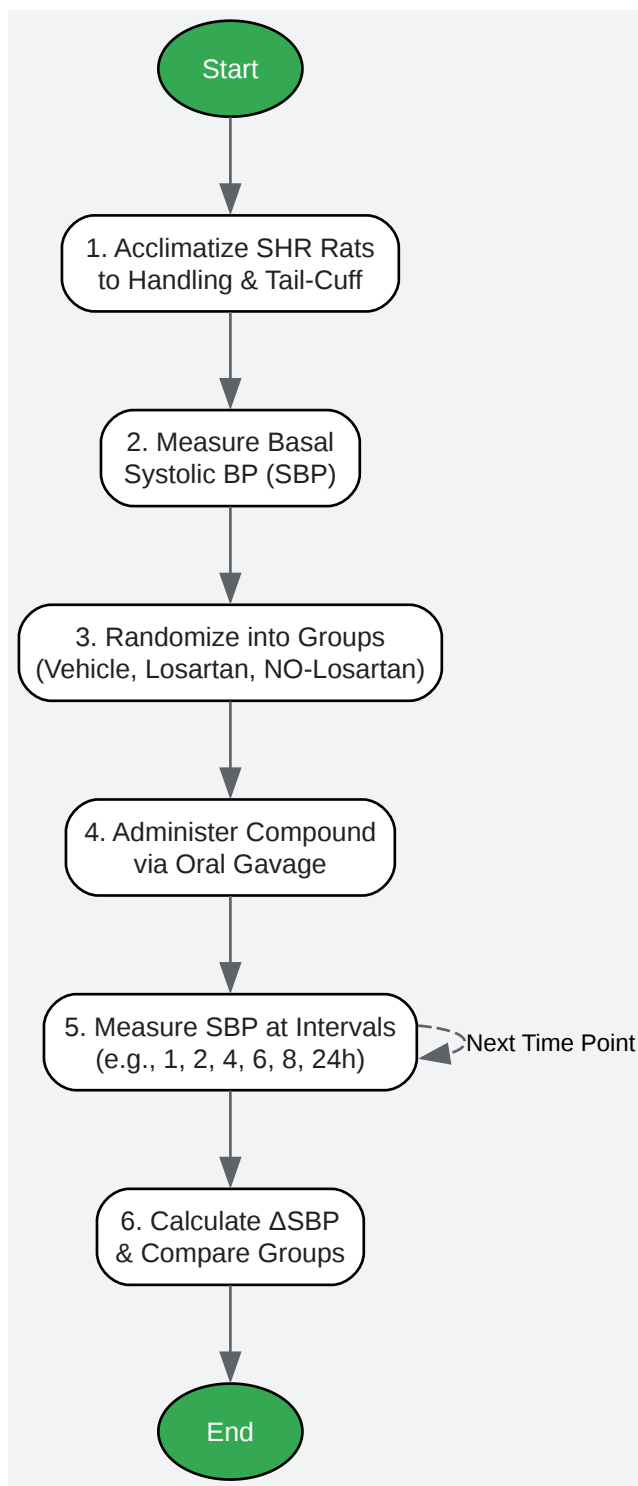 Start
1. Acclimatize SHR Rats
to Handling & Tail-Cuff
2. Measure Basal
Systolic BP (SBP)
3. Randomize into Groups
(Vehicle, Losartan, NO-Losartan)
4. Administer Compound
via Oral Gavage
5. Measure SBP at Intervals
(e.g., 1, 2, 4, 6, 8, 24h)
Next Time Point
6. Calculate ΔSBP
& Compare Groups
End